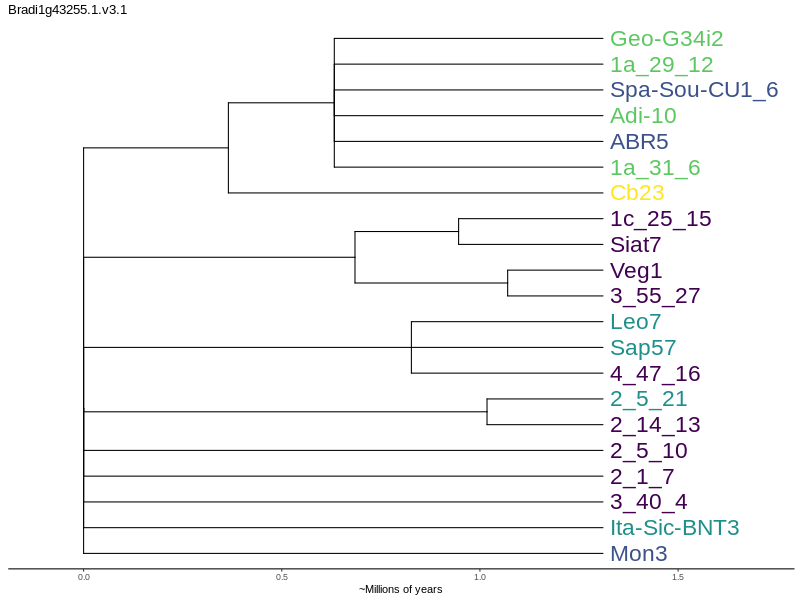 Bradi1g43255.1.v3.1
Geo-G34i2
1a_29_12
Spa-Sou-CU1_6
Adi-10
ABR5
1a_31_6
Cb23
1c_25_15
Siat7
Veg1
3_55_27
Leo7
Sap57
4_47_16
2_5_21
2_14_13
2_5_10
2_1_7
3_40_4
Ita-Sic-BNT3
Mon3
0.0 0.5 1.0 1.5
~Millions of years